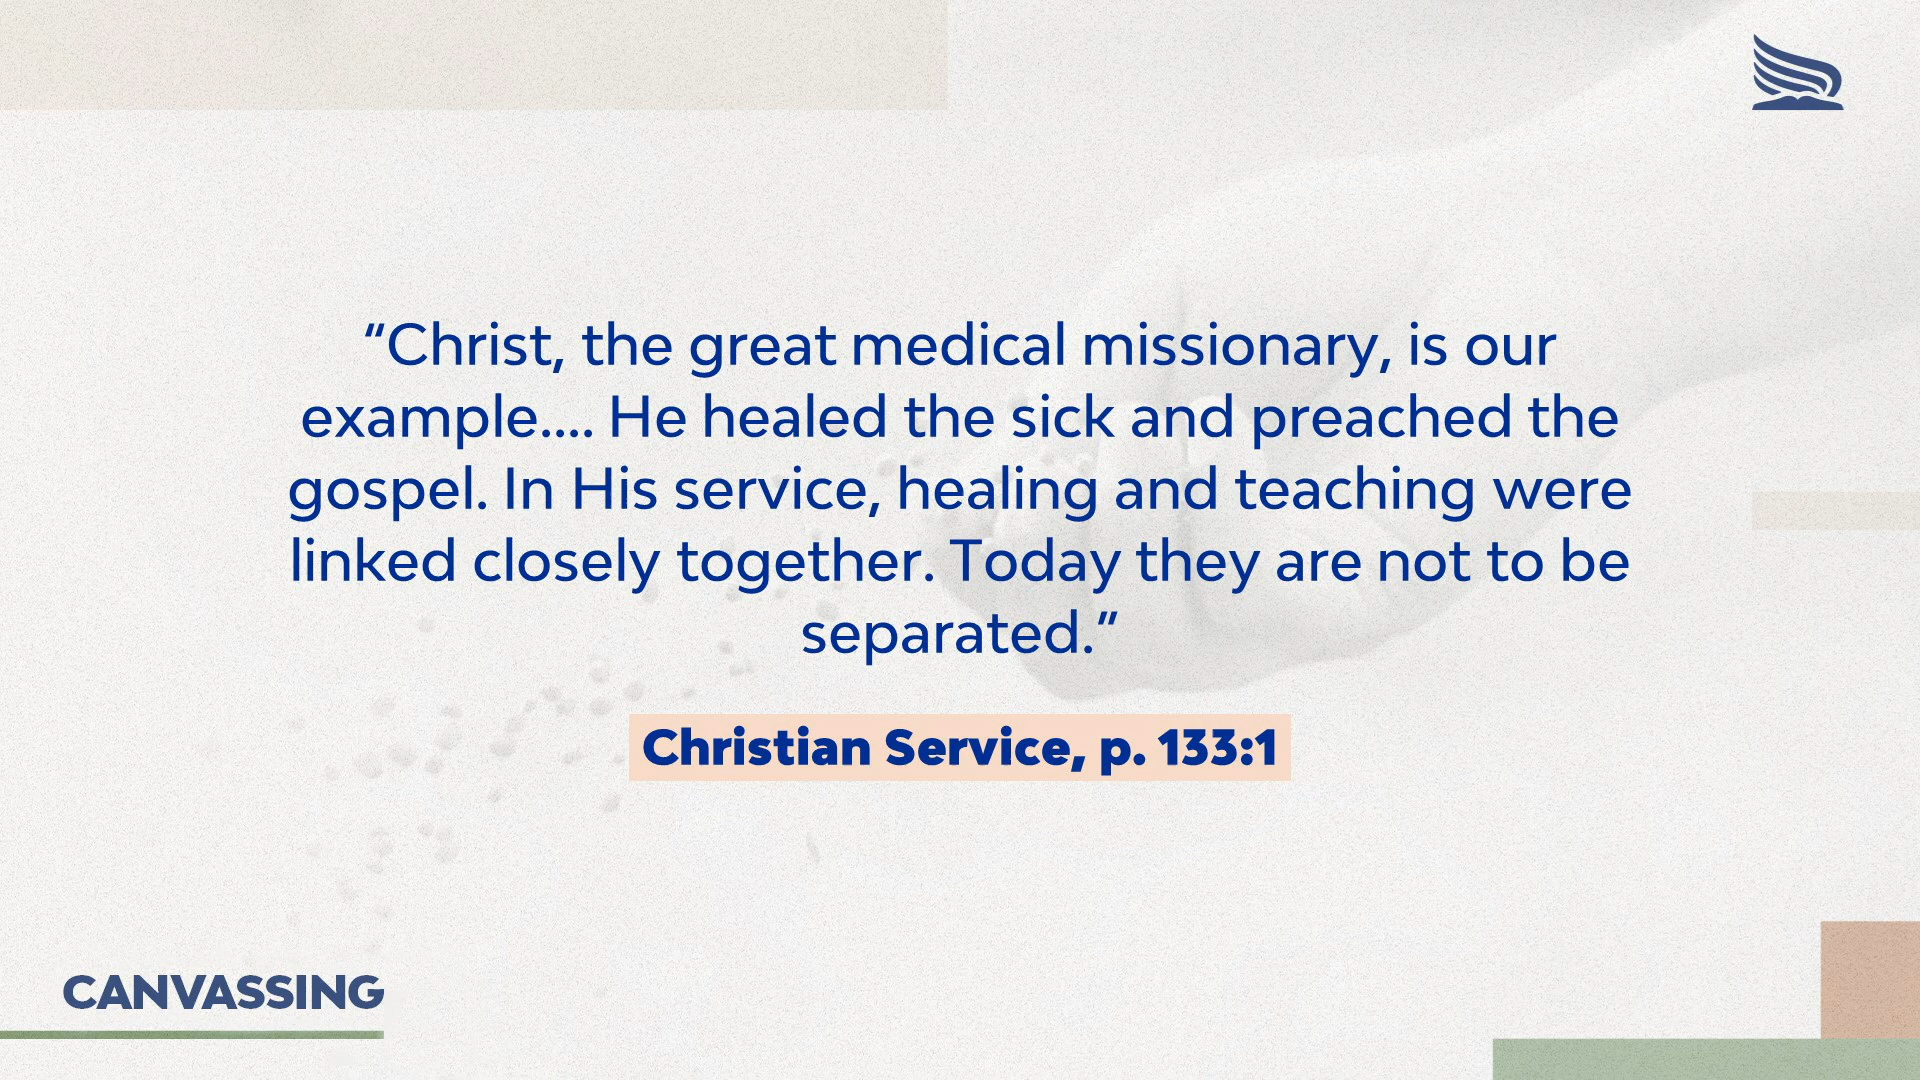 “Christ, the great medical missionary, is our
example.... He healed the sick and preached the
gospel. In His service, healing and teaching were
linked closely together. Today they are not to be
separated.”
Christian Service, p. 133:1
CANVASSING